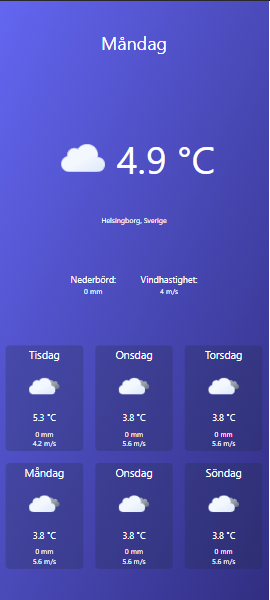 Måndag
4.9 °C
Helsingborg, Sverige
Nederbörd: Vindhastighet:
0 mm 4 m/s
Tisdag Onsdag Torsdag
5.3 °C 3.8 °C 3.8 °C
0 mm 0 mm 0 mm
4.2 m/s 5.6 m/s 5.6 m/s
Måndag Onsdag Söndag
3.8 °C 3.8 °C 3.8 °C
0 mm 0 mm 0 mm
5.6 m/s 5.6 m/s 5.6 m/s